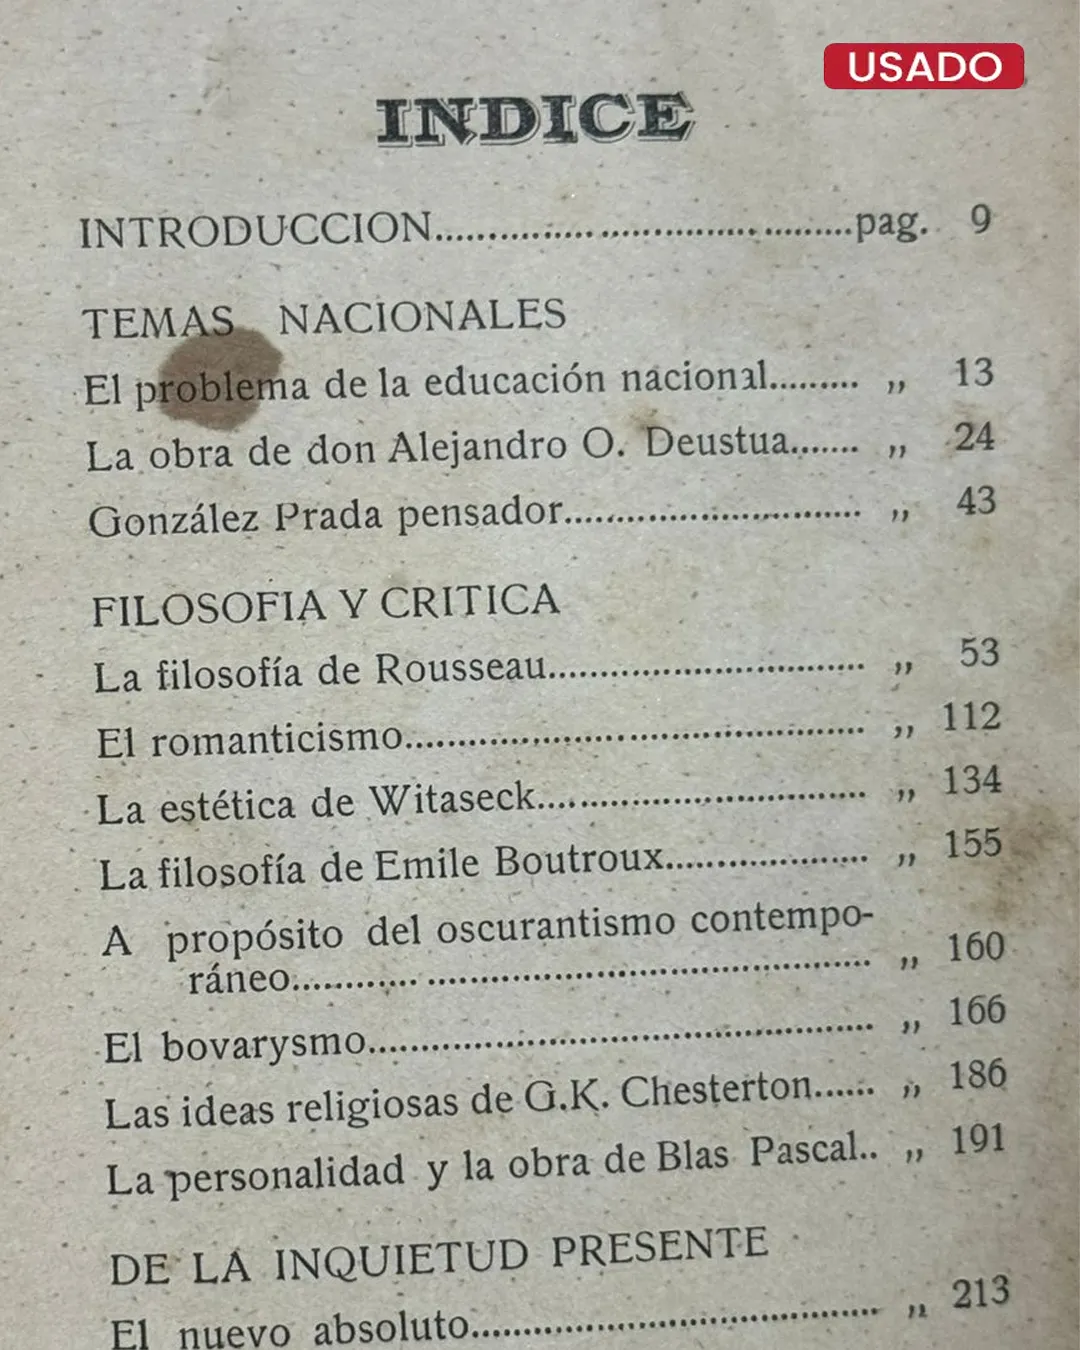 USADO
INDICE
INTRODUCCION.......................................pag. 9
TEMAS NACIONALES
El problema de la educación nacional......... ,, 13
La obra de don Alejandro O. Deustua....... ,, 24
González Prada pensador.............................. ,, 43
FILOSOFIA Y CRITICA
La filosofía de Rousseau............................... ,, 53
El romanticismo............................................. ,, 112
La estética de Witaseck................................ ,, 134
La filosofía de Emile Boutroux.................... ,, 155
A propósito del oscurantismo contempo-
ráneo............ .......................................... ,, 160
El bovarysmo................................................. ,, 166
Las ideas religiosas de G.K. Chesterton...... ,, 186
La personalidad y la obra de Blas Pascal.. ,, 191
DE LA INQUIETUD PRESENTE
El nuevo absoluto......................................... ,, 213